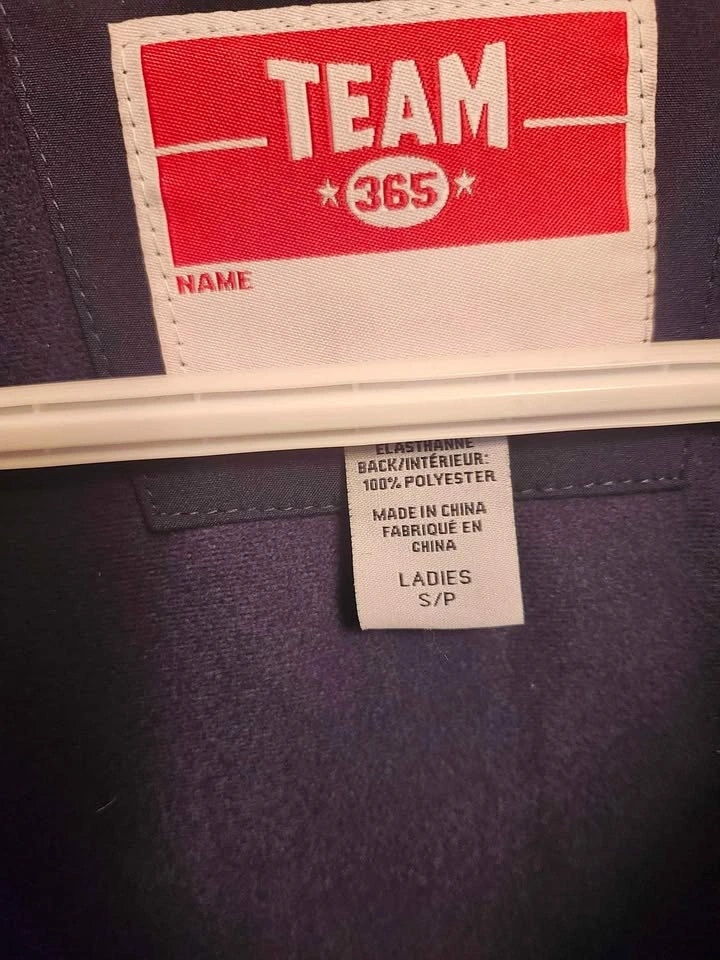 TEAM
365
NAME
ELASTHANNE
BACK/INTÉRIEUR:
100% POLYESTER
MADE IN CHINA
FABRIQUÉ EN
CHINA
LADIES
S/P